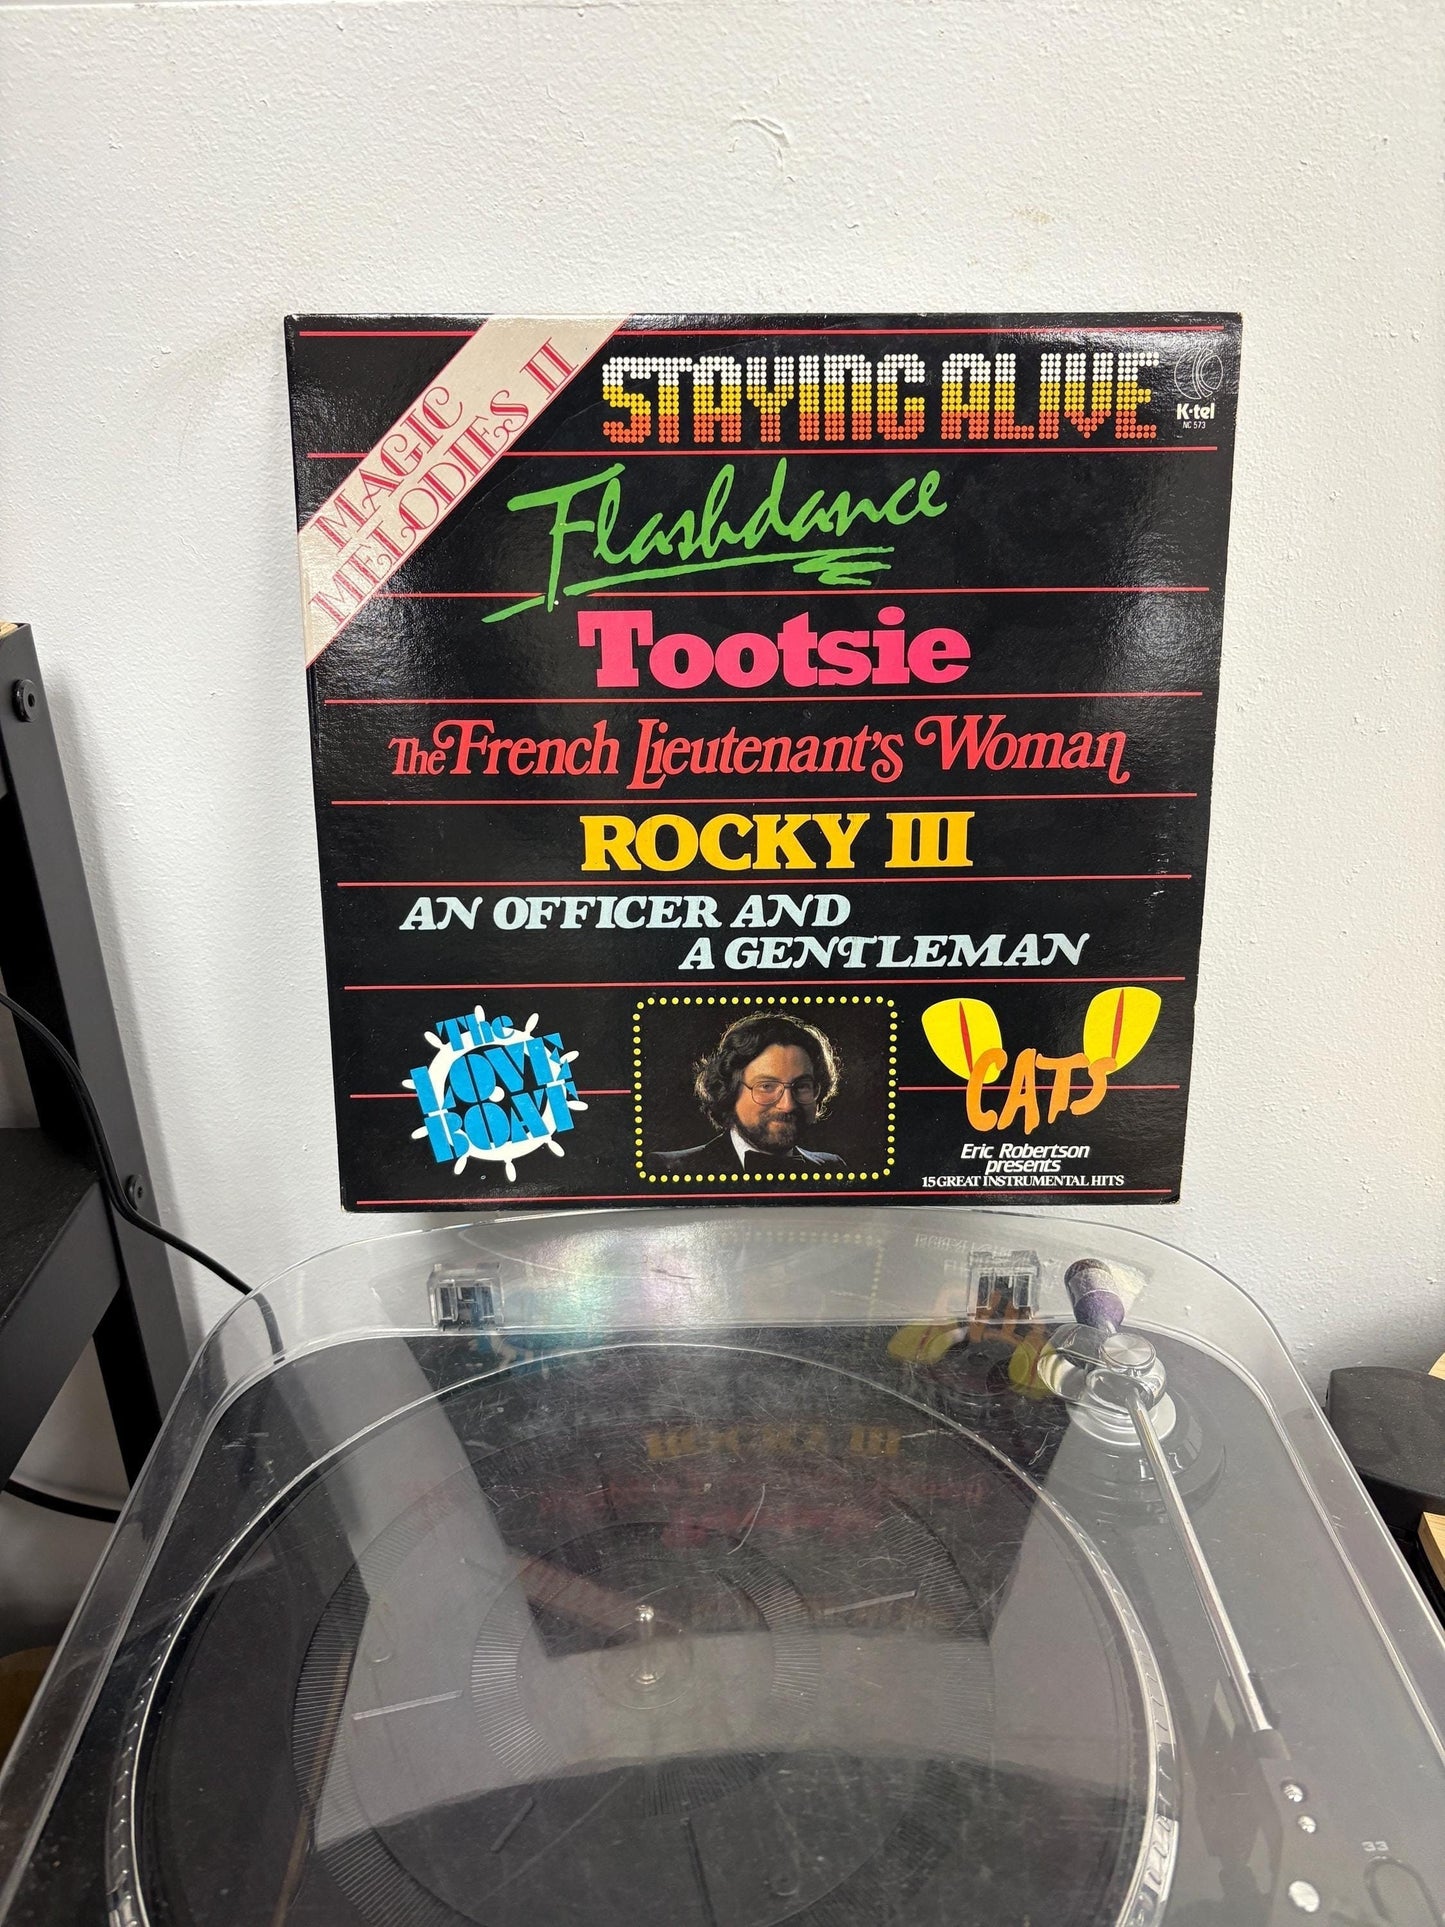 MAGIC
MELODIES II
STAYING ALIVE
K-tel
NC 573
Flashdance
Tootsie
The French Lieutenant's Woman
ROCKY III
AN OFFICER AND
A GENTLEMAN
The
LOVE
BOAT
CATS
Eric Robertson
presents
15 GREAT INSTRUMENTAL HITS
33